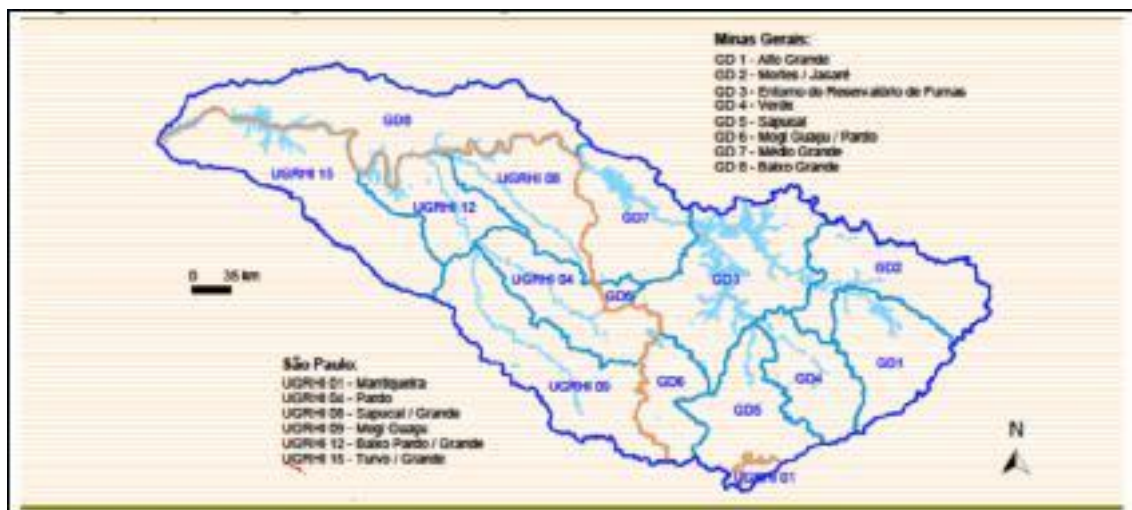 Minas Gerais:
GD 1 - Alto Grande
GD 2 - Mortes / Jacaré
GD 3 - Entorno do Reservatório de Furnas
GD 4 - Verde
GD 5 - Sapucaí
GD 6 - Mogi Guaçu / Pardo
GD 7 - Médio Grande
GD 8 - Baixo Grande
GD8
UGRHI 15
UGRHI 08
UGRHI 12
GD7
GD2
UGRHI 04
GD3
GD6
0 35 km
GD1
GD4
UGRHI 09
GD6
GD5
UGRHI 01
N
São Paulo:
UGRHI 01 - Mantiqueira
UGRHI 04 - Pardo
UGRHI 08 - Sapucaí / Grande
UGRHI 09 - Mogi Guaçu
UGRHI 12 - Baixo Pardo / Grande
UGRHI 15 - Turvo / Grande